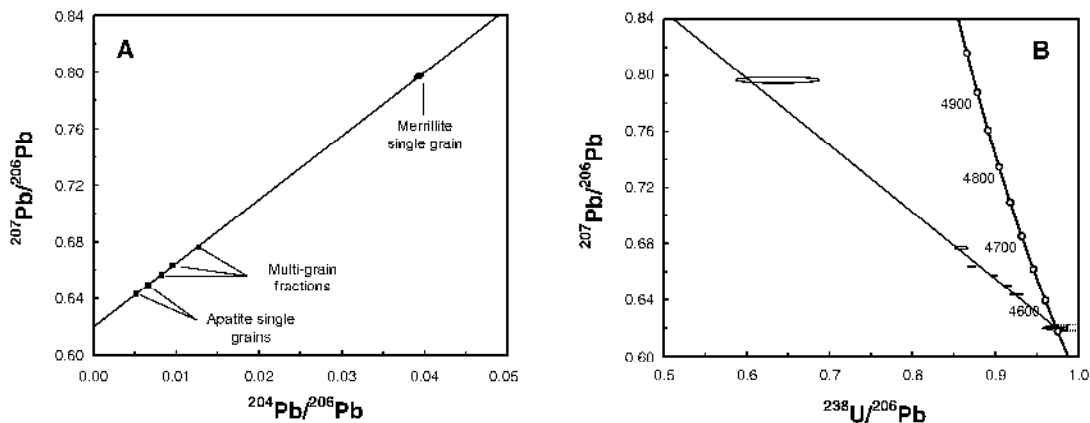 0.84
0.80
0.76
0.72
0.68
0.64
0.60
A
Merrillite
single grain
Multi-grain
fractions
Apatite single
grains
207Pb/206Pb
0.00 0.01 0.02 0.03 0.04 0.05
204Pb/206Pb
0.84
0.80
0.76
0.72
0.68
0.64
0.60
B
4900
4800
4700
4600
207Pb/206Pb
0.5 0.6 0.7 0.8 0.9 1.0
238U/206Pb